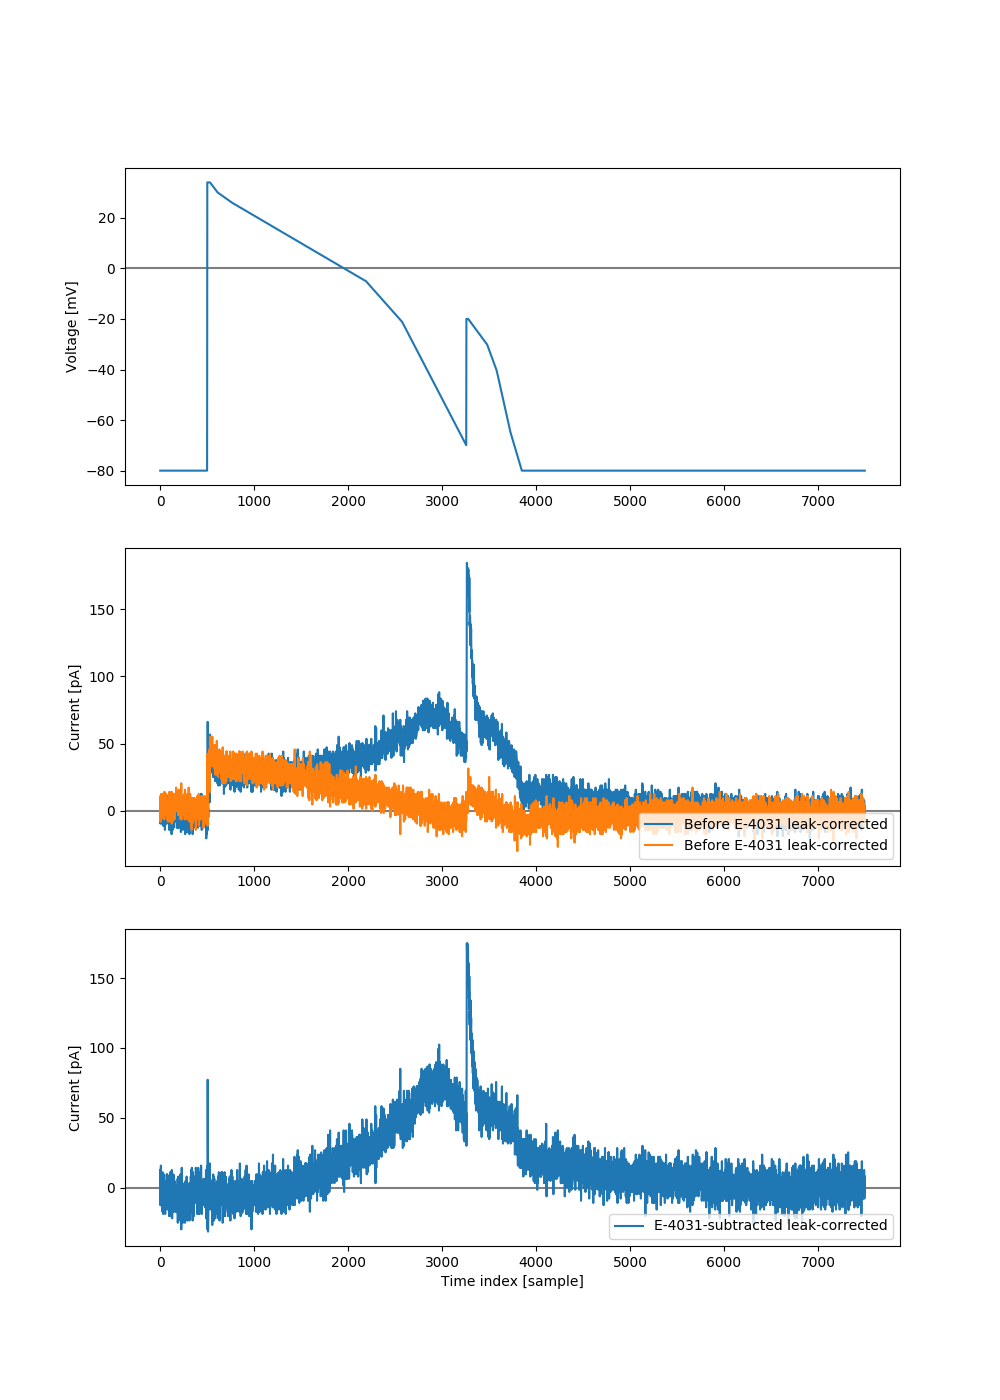 20
0
−20
−40
−60
−80
Voltage [mV]
0 1000 2000 3000 4000 5000 6000 7000
150
100
50
0
Current [pA]
Before E-4031 leak-corrected
Before E-4031 leak-corrected
0 1000 2000 3000 4000 5000 6000 7000
150
100
50
0
Current [pA]
E-4031-subtracted leak-corrected
0 1000 2000 3000 4000 5000 6000 7000
Time index [sample]